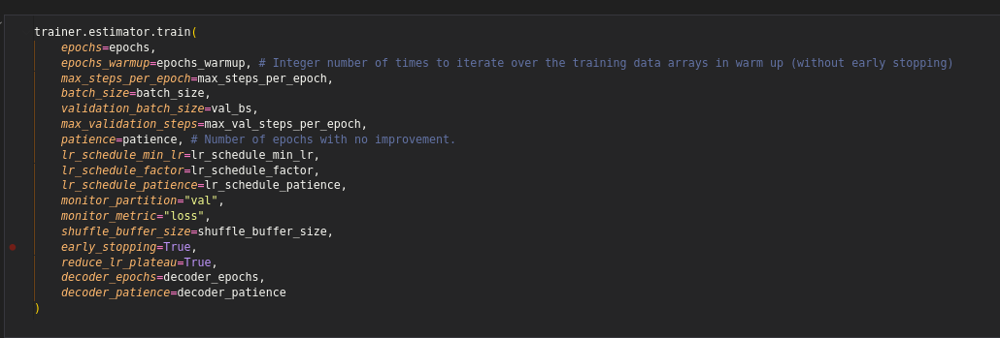 trainer.estimator.train(
    epochs=epochs,
    epochs_warmup=epochs_warmup, # Integer number of times to iterate over the training data arrays in warm up (without early stopping)
    max_steps_per_epoch=max_steps_per_epoch,
    batch_size=batch_size,
    validation_batch_size=val_bs,
    max_validation_steps=max_val_steps_per_epoch,
    patience=patience, # Number of epochs with no improvement.
    lr_schedule_min_lr=lr_schedule_min_lr,
    lr_schedule_factor=lr_schedule_factor,
    lr_schedule_patience=lr_schedule_patience,
    monitor_partition="val",
    monitor_metric="loss",
    shuffle_buffer_size=shuffle_buffer_size,
    early_stopping=True,
    reduce_lr_plateau=True,
    decoder_epochs=decoder_epochs,
    decoder_patience=decoder_patience
)